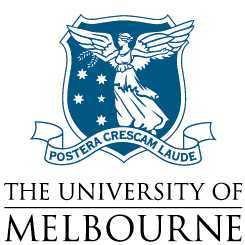 POSTERA CRESCAM LAUDE
THE UNIVERSITY OF
MELBOURNE